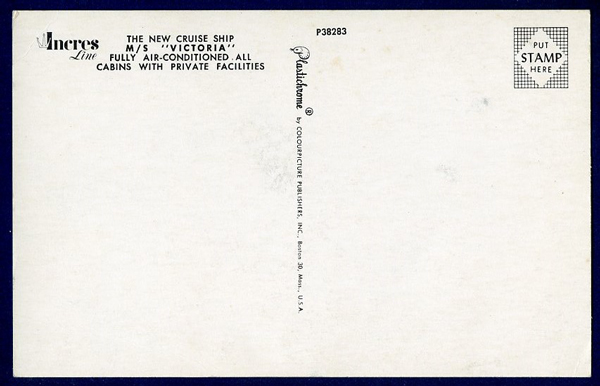 Incres
Line
THE NEW CRUISE SHIP
M/S "VICTORIA"
FULLY AIR-CONDITIONED. ALL
CABINS WITH PRIVATE FACILITIES
P38283
Plastichrome ® by COLOURPICTURE PUBLISHERS, INC., Boston 30, Mass., U.S.A.
PUT
STAMP
HERE